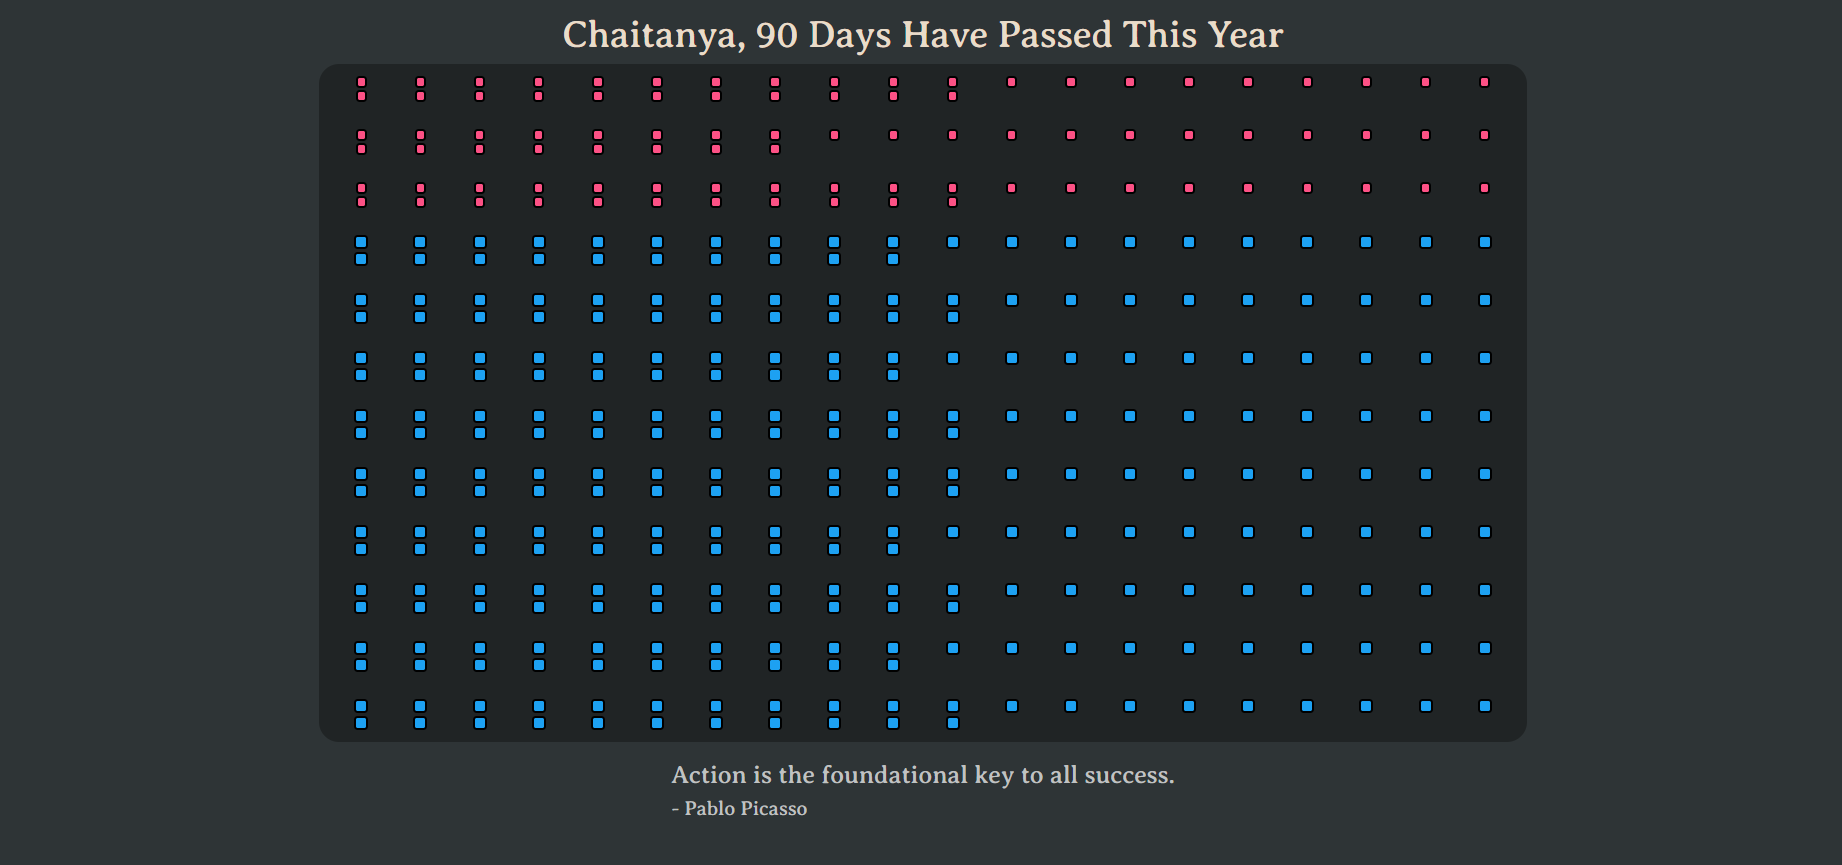 Chaitanya, 90 Days Have Passed This Year
Action is the foundational key to all success.
- Pablo Picasso